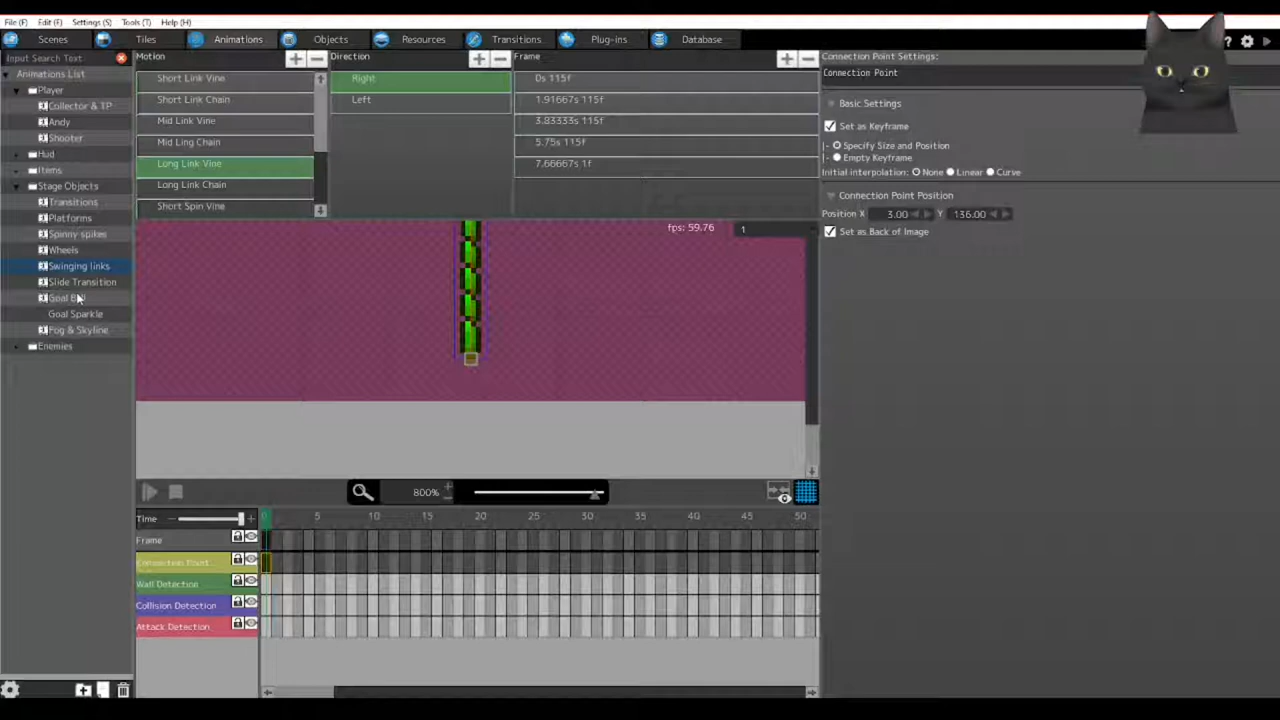 File (F) Edit (E) Settings (S) Tools (T) Help (H)
Scenes Tiles Animations Objects Resources Transitions Plug-ins Database ?
Input Search Text
Animations List
Player
Collector & TP
Andy
Shooter
Hud
Items
Stage Objects
Transitions
Platforms
Spinny spikes
Wheels
Swinging links
Slide Transition
Goal
Goal Sparkle
Fog & Skyline
Enemies
Motion
Short Link Vine
Short Link Chain
Mid Link Vine
Mid Ling Chain
Long Link Vine
Long Link Chain
Short Spin Vine
Direction
Right
Left
Frame
0s 115f
1.91667s 115f
3.83333s 115f
5.75s 115f
7.66667s 1f
fps: 59.76 1
800%
Time 0 5 10 15 20 25 30 35 40 45 50
Frame
Connection Point
Wall Detection
Collision Detection
Attack Detection
Connection Point Settings:
Connection Point
Basic Settings
Set as Keyframe
Specify Size and Position
Empty Keyframe
Initial interpolation: None Linear Curve
Connection Point Position
Position X 3.00 Y 136.00
Set as Back of Image